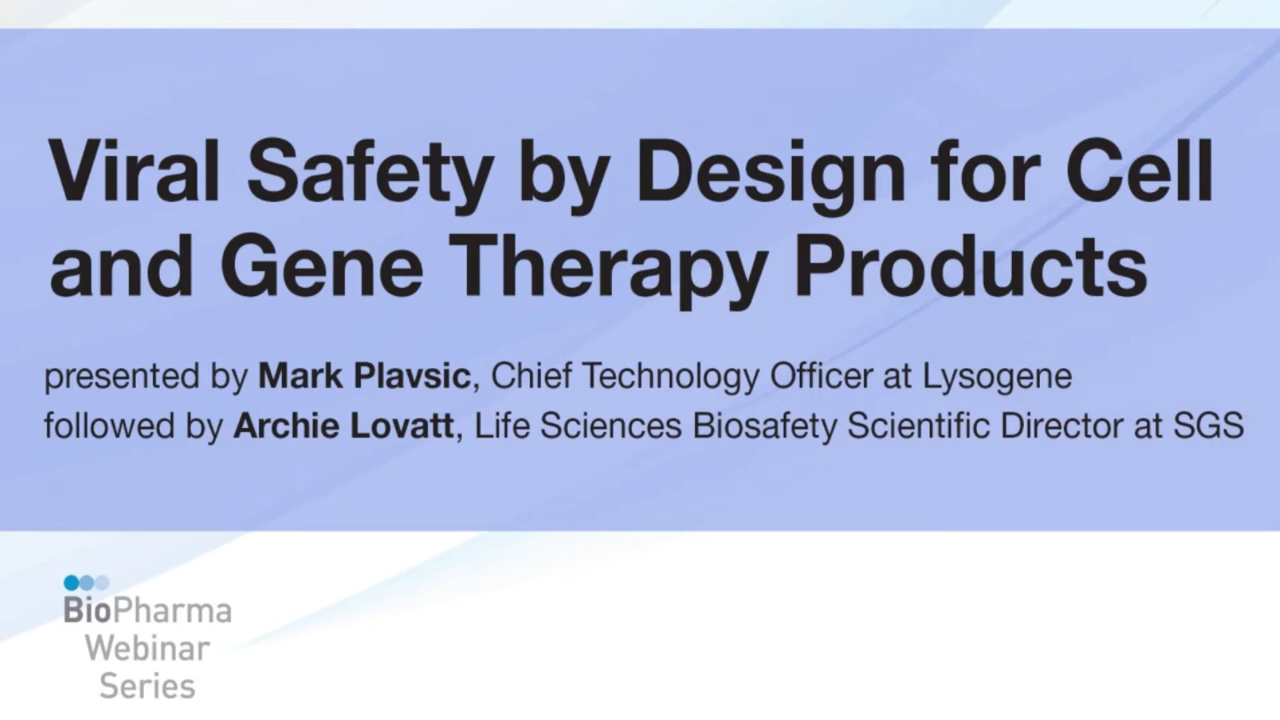 Viral Safety by Design for Cell
and Gene Therapy Products
presented by Mark Plavsic, Chief Technology Officer at Lysogene
followed by Archie Lovatt, Life Sciences Biosafety Scientific Director at SGS
BioPharma
Webinar
Series